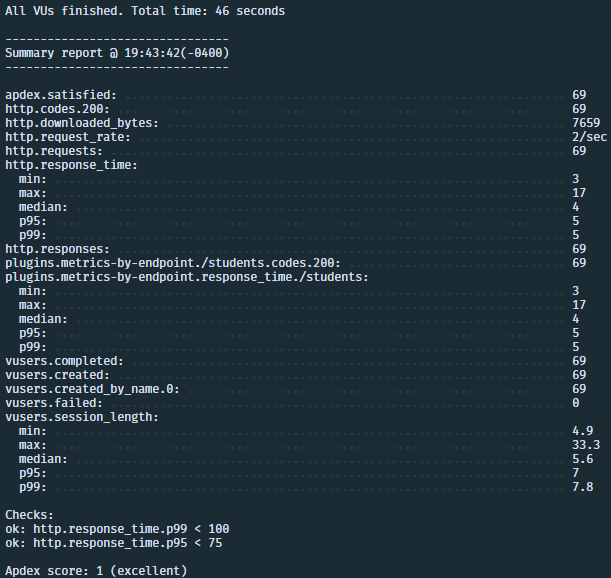 All VUs finished. Total time: 46 seconds
--------------------------------
Summary report @ 19:43:42(-0400)
--------------------------------
apdex.satisfied: ................................................................ 69
http.codes.200: ................................................................. 69
http.downloaded_bytes: .......................................................... 7659
http.request_rate: .............................................................. 2/sec
http.requests: .................................................................. 69
http.response_time:
  min: .......................................................................... 3
  max: .......................................................................... 17
  median: ....................................................................... 4
  p95: .......................................................................... 5
  p99: .......................................................................... 5
http.responses: ................................................................. 69
plugins.metrics-by-endpoint./students.codes.200: ................................ 69
plugins.metrics-by-endpoint.response_time./students:
  min: .......................................................................... 3
  max: .......................................................................... 17
  median: ....................................................................... 4
  p95: .......................................................................... 5
  p99: .......................................................................... 5
vusers.completed: ............................................................... 69
vusers.created: ................................................................. 69
vusers.created_by_name.0: ....................................................... 69
vusers.failed: .................................................................. 0
vusers.session_length:
  min: .......................................................................... 4.9
  max: .......................................................................... 33.3
  median: ....................................................................... 5.6
  p95: .......................................................................... 7
  p99: .......................................................................... 7.8
Checks:
ok: http.response_time.p99 < 100
ok: http.response_time.p95 < 75
Apdex score: 1 (excellent)